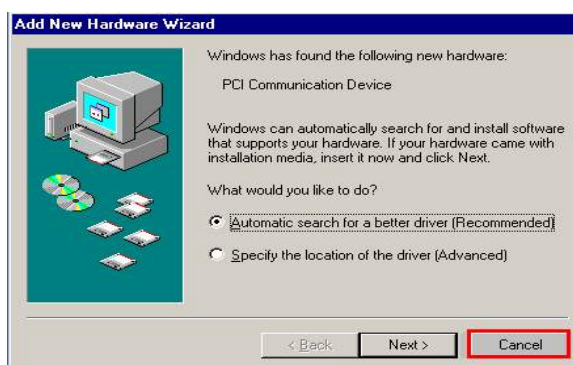 Add New Hardware Wizard
Windows has found the following new hardware:
PCI Communication Device
Windows can automatically search for and install software
that supports your hardware. If your hardware came with
installation media, insert it now and click Next.
What would you like to do?
Automatic search for a better driver (Recommended)
Specify the location of the driver (Advanced)
< Back
Next >
Cancel